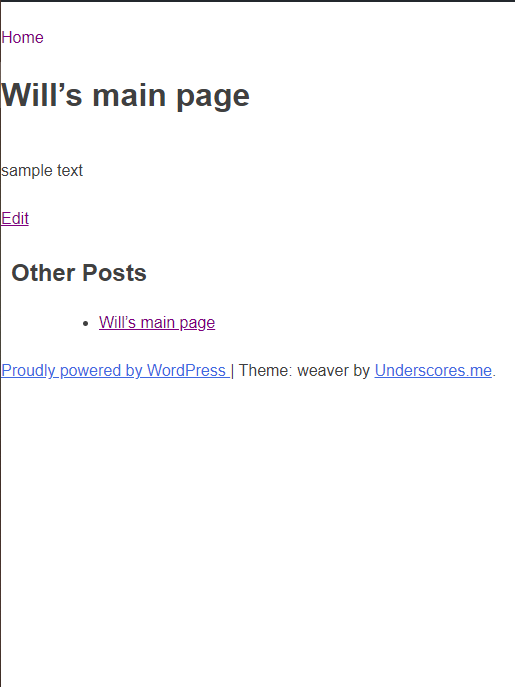 Home
Will’s main page
sample text
Edit
Other Posts
• Will’s main page
Proudly powered by WordPress | Theme: weaver by Underscores.me.